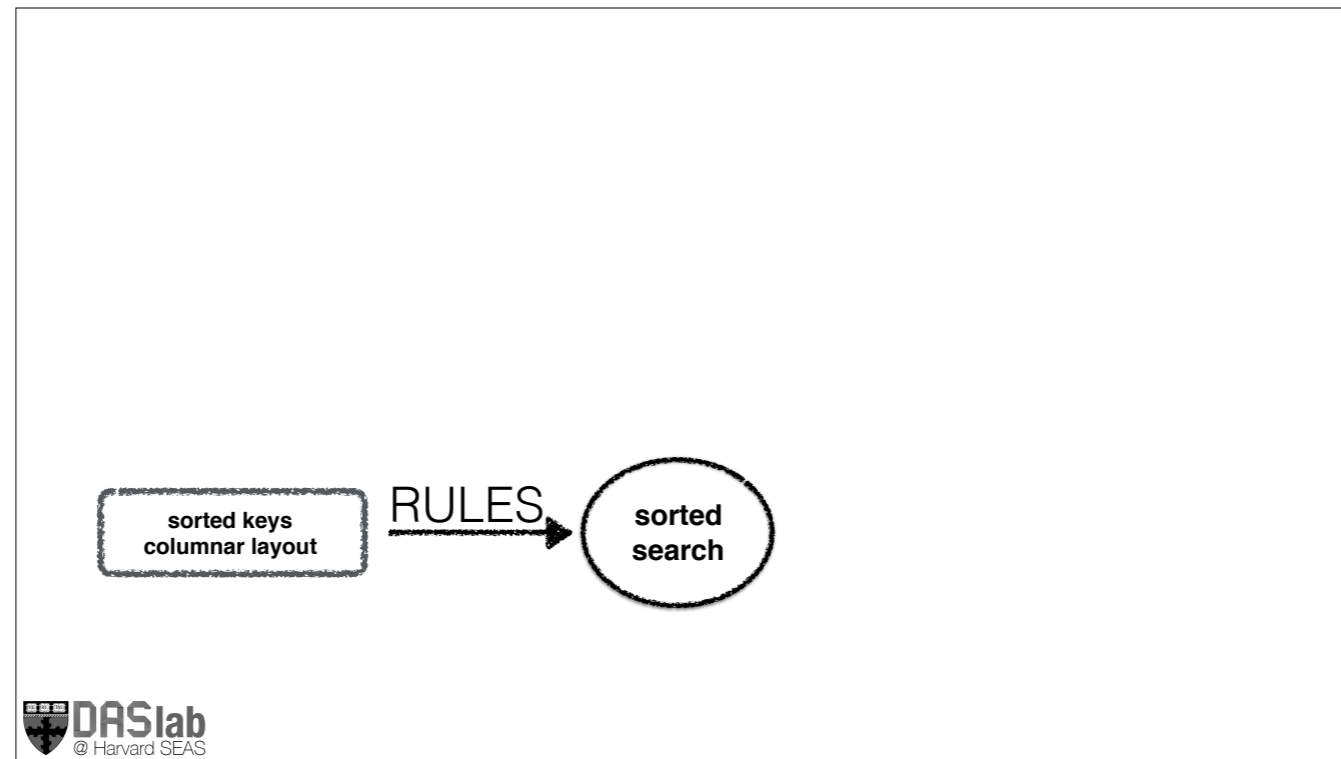 RULES
sorted keys
columnar layout
sorted
search
DASlab
@ Harvard SEAS